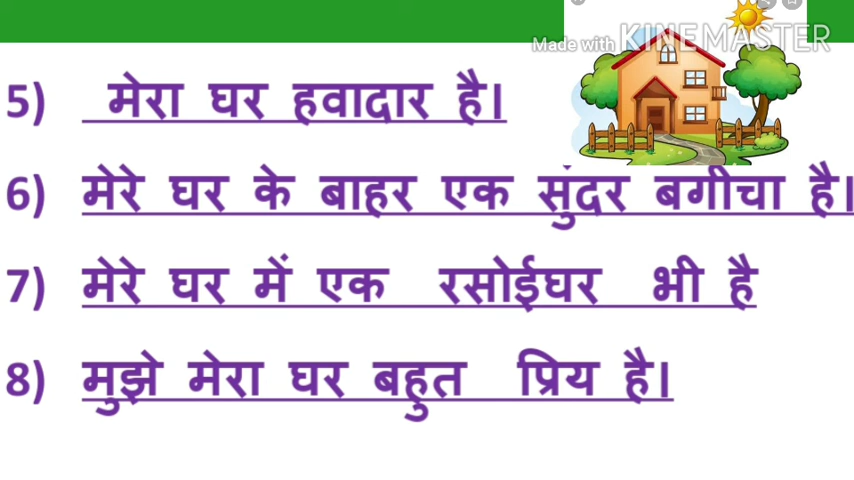 Made with KINEMASTER
5) मेरा घर हवादार है।
6) मेरे घर के बाहर एक सुंदर बगीचा है।
7) मेरे घर में एक रसोईघर भी है
8) मुझे मेरा घर बहुत प्रिय है।